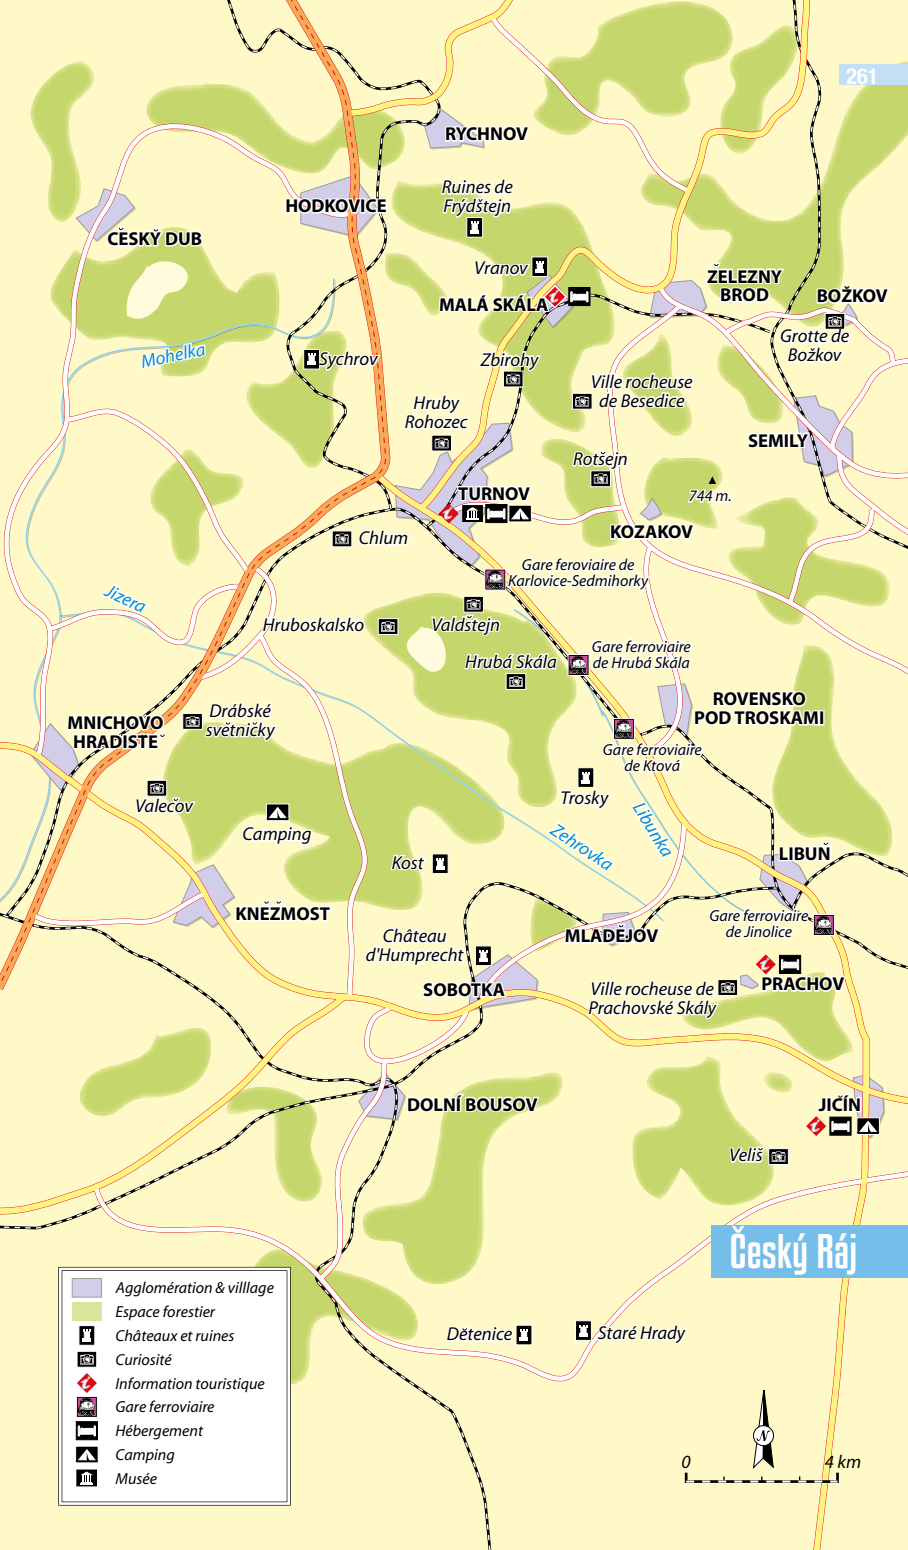 261
RYCHNOV
Ruines de
Frýdštejn
HODKOVICE
ČESKÝ DUB
Vranov
ŽELEZNY
BROD
MALÁ SKÁLA
BOŽKOV
Grotte de
Božkov
Mohelka
Sychrov
Zbirohy
Ville rocheuse
de Besedice
Hruby
Rohozec
SEMILY
Rotšejn
744 m.
TURNOV
KOZAKOV
Chlum
Gare feroviaire de
Karlovice-Sedmihorky
Jizera
Hruboskalsko
Valdštejn
Gare ferroviaire
de Hrubá Skála
Hrubá Skála
ROVENSKO
POD TROSKAMI
Drábské
světničky
MNICHOVO
HRADISTEˇ
Gare ferroviaire
de Ktová
Valečov
Trosky
Camping
Libunka
Zehrovka
Kost
LIBUŇ
KNĚŽMOST
Gare ferroviaire
de Jinolice
Château
d'Humprecht
MLADĚJOV
SOBOTKA
PRACHOV
Ville rocheuse de
Prachovské Skály
DOLNÍ BOUSOV
JIČÍN
Veliš
Český Ráj
Agglomération & villlage
Espace forestier
Châteaux et ruines
Curiosité
Information touristique
Gare ferroviaire
Hébergement
Camping
Musée
Dětenice
Staré Hrady
N
0
4 km